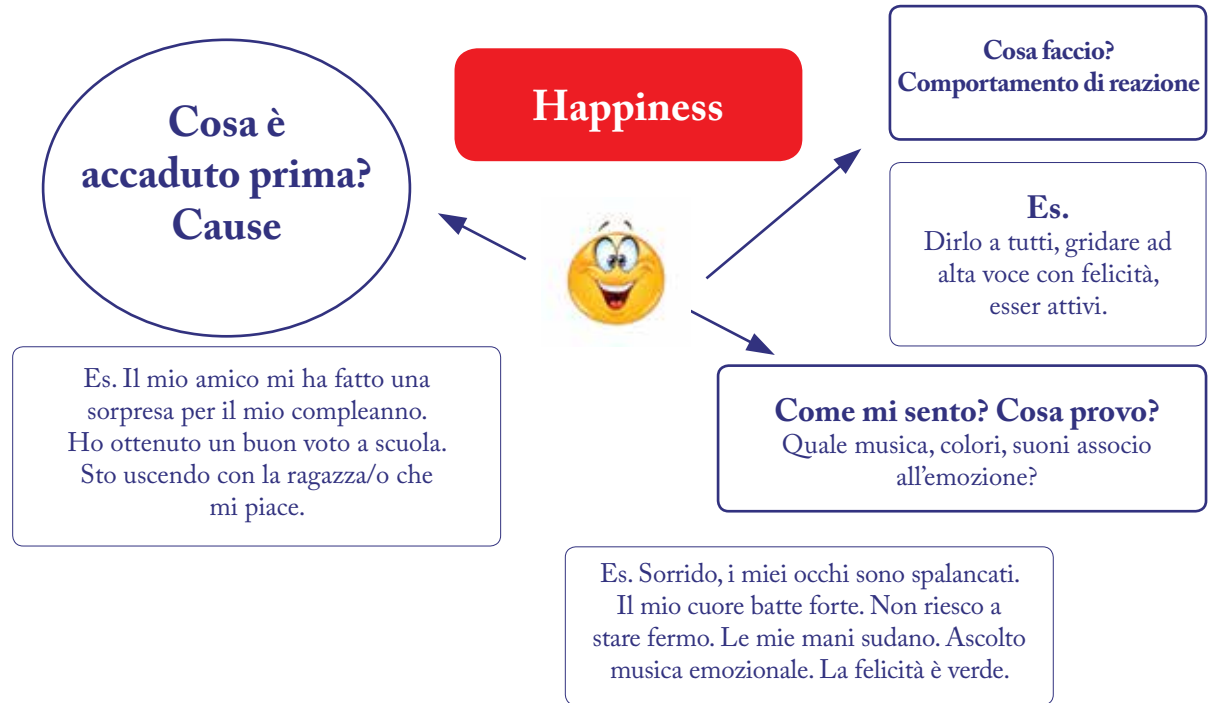 Happiness
Cosa è
accaduto prima?
Cause
Es. Il mio amico mi ha fatto una
sorpresa per il mio compleanno.
Ho ottenuto un buon voto a scuola.
Sto uscendo con la ragazza/o che
mi piace.
Cosa faccio?
Comportamento di reazione
Es.
Dirlo a tutti, gridare ad
alta voce con felicità,
esser attivi.
Come mi sento? Cosa provo?
Quale musica, colori, suoni associo
all’emozione?
Es. Sorrido, i miei occhi sono spalancati.
Il mio cuore batte forte. Non riesco a
stare fermo. Le mie mani sudano. Ascolto
musica emozionale. La felicità è verde.